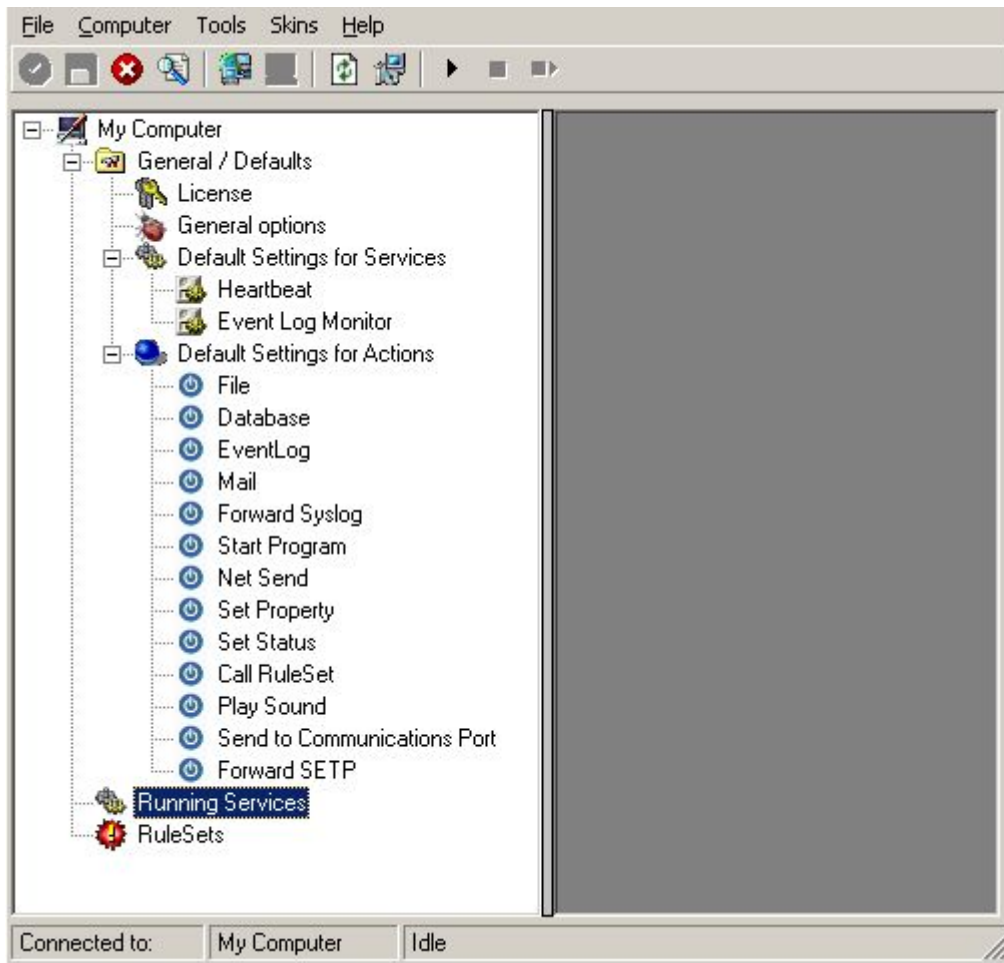 File Computer Tools Skins Help
My Computer
General / Defaults
License
General options
Default Settings for Services
Heartbeat
Event Log Monitor
Default Settings for Actions
File
Database
EventLog
Mail
Forward Syslog
Start Program
Net Send
Set Property
Set Status
Call RuleSet
Play Sound
Send to Communications Port
Forward SETP
Running Services
RuleSets
Connected to: My Computer Idle